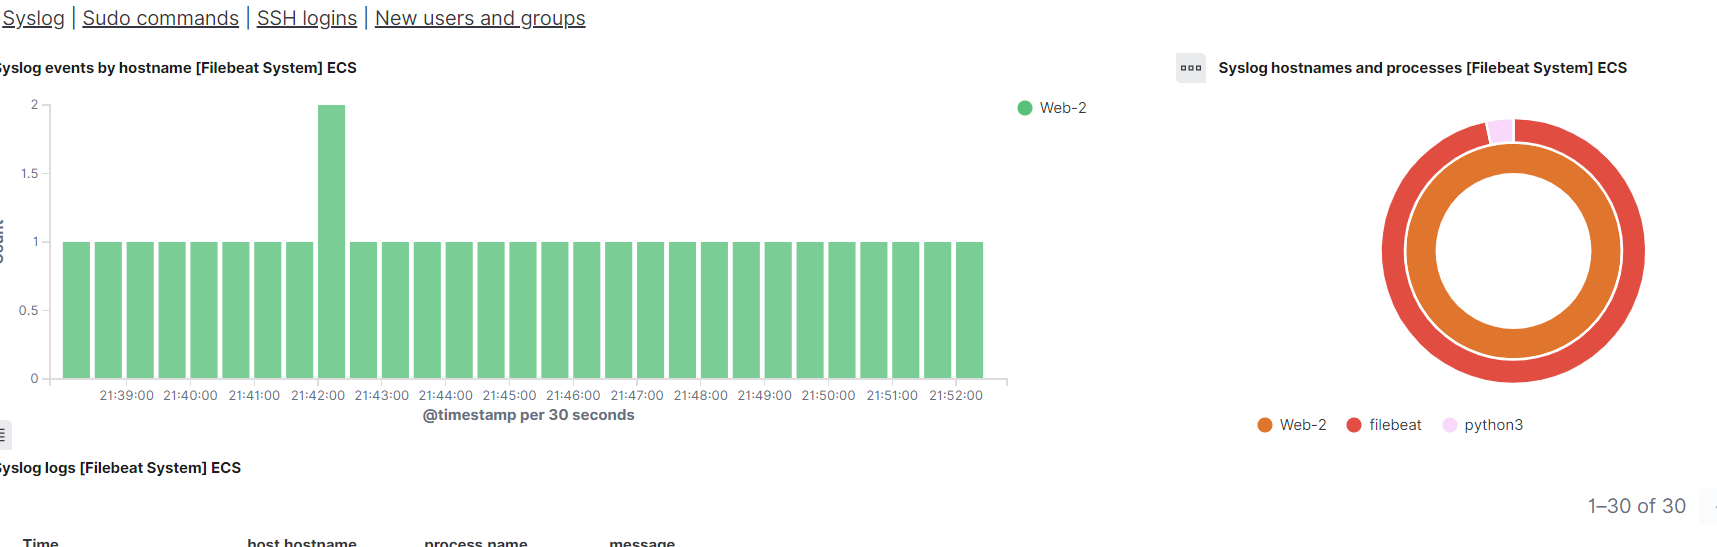 Syslog | Sudo commands | SSH logins | New users and groups
Syslog events by hostname [Filebeat System] ECS
Web-2
2
1.5
1
0.5
0
Count
21:39:00 21:40:00 21:41:00 21:42:00 21:43:00 21:44:00 21:45:00 21:46:00 21:47:00 21:48:00 21:49:00 21:50:00 21:51:00 21:52:00
@timestamp per 30 seconds
Syslog hostnames and processes [Filebeat System] ECS
Web-2 filebeat python3
Syslog logs [Filebeat System] ECS
1–30 of 30
Time host.hostname process.name message